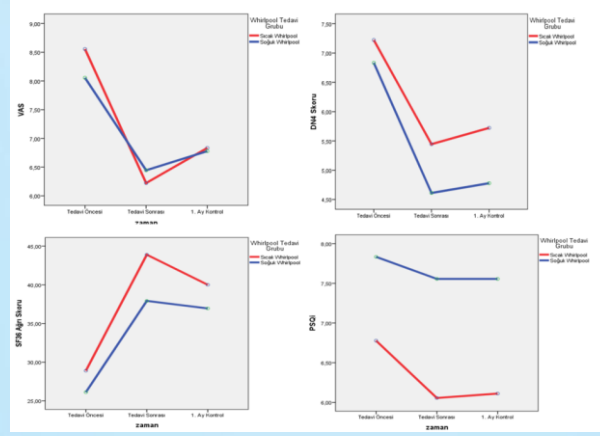 Whirlpool Tedavi
Grubu
Sıcak Whirlpool
Soğuk Whirlpool
9,00
8,50
8,00
7,50
7,00
6,50
6,00
VAS
Tedavi Öncesi Tedavi Sonrası 1. Ay Kontrol
zaman
Whirlpool Tedavi
Grubu
Sıcak Whirlpool
Soğuk Whirlpool
7,50
7,00
6,50
6,00
5,50
5,00
4,50
DN4 Skoru
Tedavi Öncesi Tedavi Sonrası 1. Ay Kontrol
Whirlpool Tedavi
Grubu
Sıcak Whirlpool
Soğuk Whirlpool
45,00
40,00
35,00
30,00
25,00
SF36 Ağrı Skoru
Tedavi Öncesi Tedavi Sonrası 1. Ay Kontrol
zaman
Whirlpool Tedavi
Grubu
Sıcak Whirlpool
Soğuk Whirlpool
8,00
7,50
7,00
6,50
6,00
PSQI
Tedavi Öncesi Tedavi Sonrası 1. Ay Kontrol
zaman